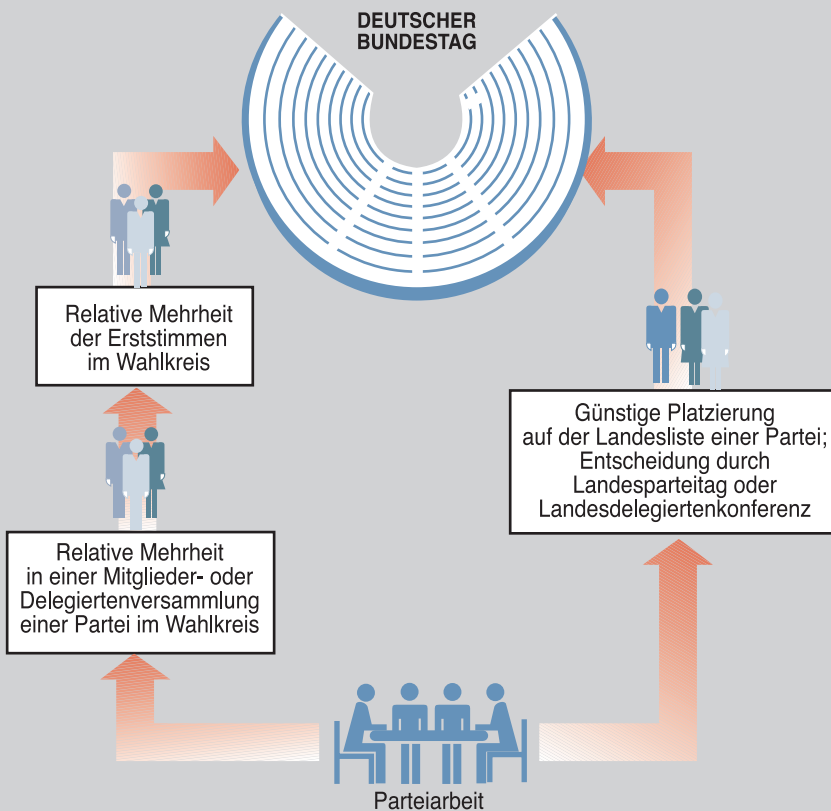 DEUTSCHER
BUNDESTAG
Relative Mehrheit
der Erststimmen
im Wahlkreis
Günstige Platzierung
auf der Landesliste einer Partei;
Entscheidung durch
Landesparteitag oder
Landesdelegiertenkonferenz
Relative Mehrheit
in einer Mitglieder- oder
Delegiertenversammlung
einer Partei im Wahlkreis
Parteiarbeit